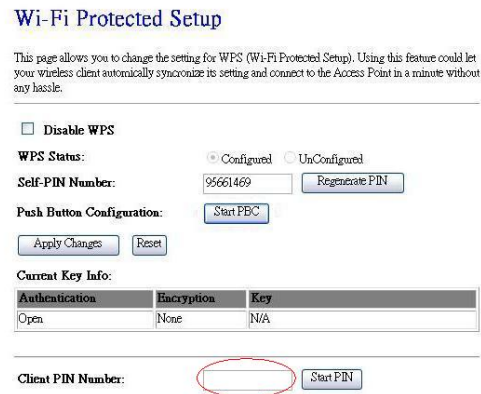 Wi-Fi Protected Setup
This page allows you to change the setting for WPS (Wi-Fi Protected Setup). Using this feature could let
your wireless client automically syncronize its setting and connect to the Access Point in a minute without
any hassle.
Disable WPS
WPS Status: Configured UnConfigured
Self-PIN Number: 95661469 Regenerate PIN
Push Button Configuration: Start PBC
Apply Changes Reset
Current Key Info:
Authentication Encryption Key
Open None N/A
Client PIN Number: Start PIN